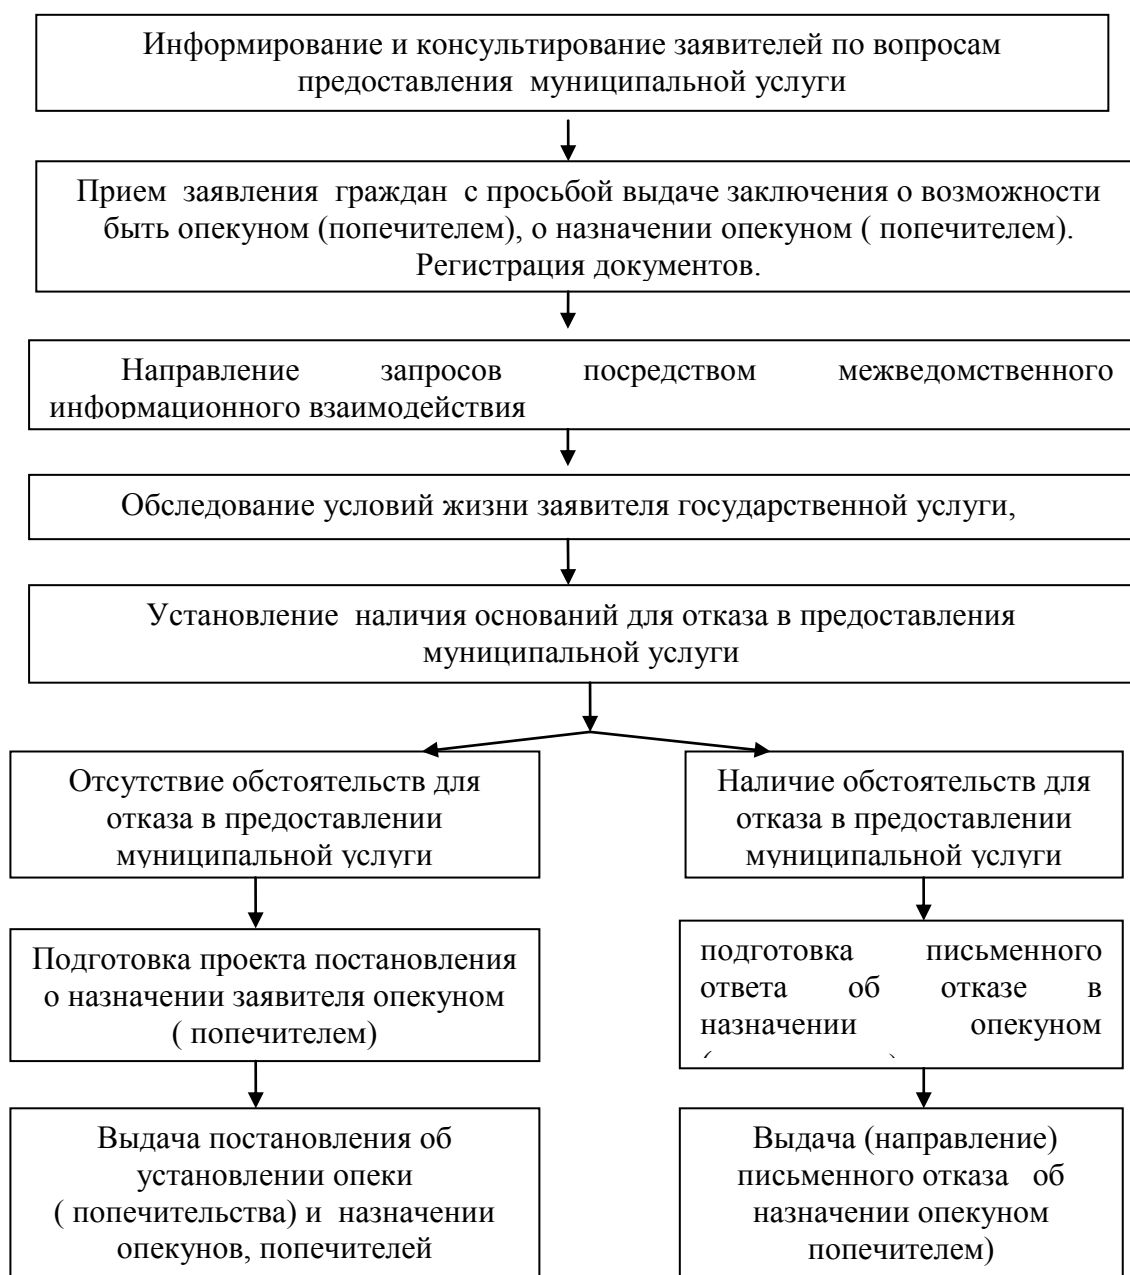 Информирование и консультирование заявителей по вопросам
предоставления муниципальной услуги
Прием заявления граждан с просьбой выдаче заключения о возможности
быть опекуном (попечителем), о назначении опекуном ( попечителем).
Регистрация документов.
Направление запросов посредством межведомственного
информационного взаимодействия
Обследование условий жизни заявителя государственной услуги,
Установление наличия оснований для отказа в предоставления
муниципальной услуги
Отсутствие обстоятельств для
отказа в предоставлении
муниципальной услуги
Наличие обстоятельств для
отказа в предоставлении
муниципальной услуги
Подготовка проекта постановления
о назначении заявителя опекуном
( попечителем)
подготовка письменного
ответа об отказе в
назначении опекуном
Выдача постановления об
установлении опеки
( попечительства) и назначении
опекунов, попечителей
Выдача (направление)
письменного отказа об
назначении опекуном
попечителем)